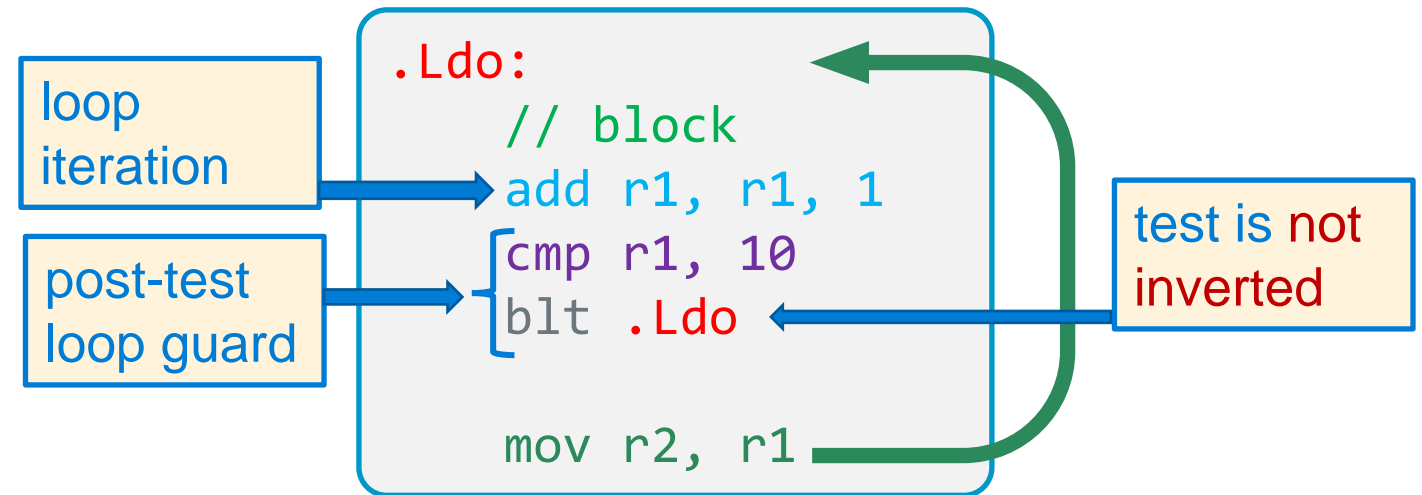 .Ldo:
// block
add r1, r1, 1
cmp r1, 10
blt .Ldo
mov r2, r1
loop
iteration
post-test
loop guard
test is not
inverted